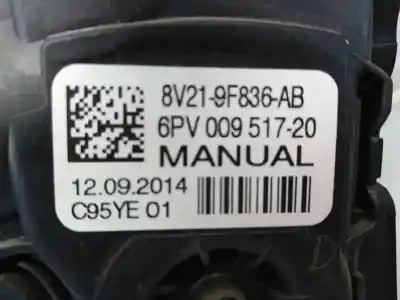 8V21-9F836-AB
6PV 009 517-20
MANUAL
12.09.2014
C95YE 01